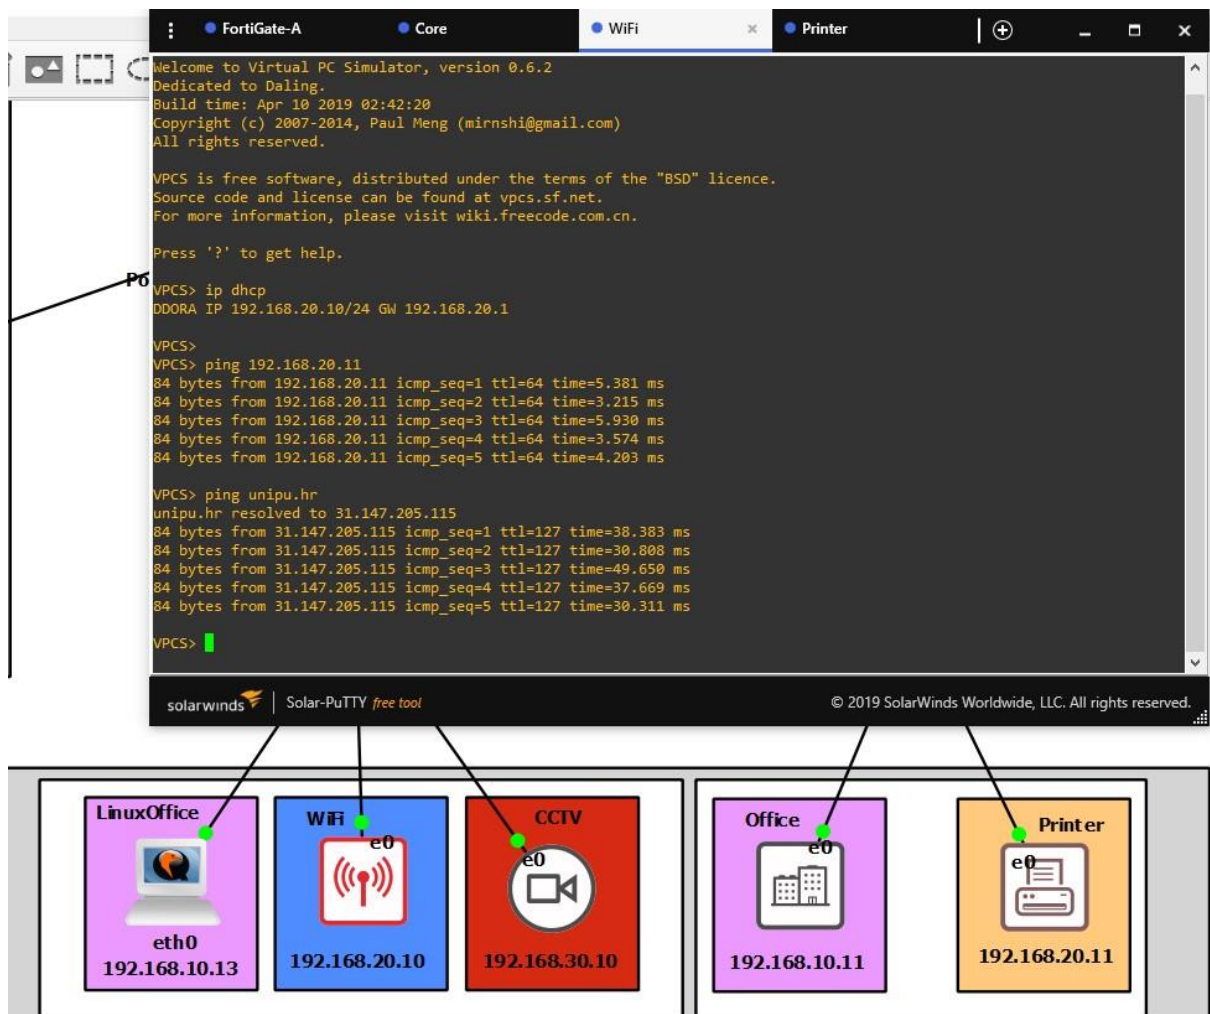 FortiGate-A
Core
WiFi
Printer
Welcome to Virtual PC Simulator, version 0.6.2
Dedicated to Daling.
Build time: Apr 10 2019 02:42:20
Copyright (c) 2007-2014, Paul Meng (mirnshi@gmail.com)
All rights reserved.
VPCS is free software, distributed under the terms of the "BSD" licence.
Source code and license can be found at vpcs.sf.net.
For more information, please visit wiki.freecode.com.cn.
Press '?' to get help.
Po
VPCS> ip dhcp
DDORA IP 192.168.20.10/24 GW 192.168.20.1
VPCS>
VPCS> ping 192.168.20.11
84 bytes from 192.168.20.11 icmp_seq=1 ttl=64 time=5.381 ms
84 bytes from 192.168.20.11 icmp_seq=2 ttl=64 time=3.215 ms
84 bytes from 192.168.20.11 icmp_seq=3 ttl=64 time=5.930 ms
84 bytes from 192.168.20.11 icmp_seq=4 ttl=64 time=3.574 ms
84 bytes from 192.168.20.11 icmp_seq=5 ttl=64 time=4.203 ms
VPCS> ping unipu.hr
unipu.hr resolved to 31.147.205.115
84 bytes from 31.147.205.115 icmp_seq=1 ttl=127 time=38.383 ms
84 bytes from 31.147.205.115 icmp_seq=2 ttl=127 time=30.808 ms
84 bytes from 31.147.205.115 icmp_seq=3 ttl=127 time=49.650 ms
84 bytes from 31.147.205.115 icmp_seq=4 ttl=127 time=37.669 ms
84 bytes from 31.147.205.115 icmp_seq=5 ttl=127 time=30.311 ms
VPCS>
solarwinds | Solar-PuTTY free tool
© 2019 SolarWinds Worldwide, LLC. All rights reserved.
LinuxOffice
eth0
192.168.10.13
WiFi
e0
192.168.20.10
CCTV
e0
192.168.30.10
Office
e0
192.168.10.11
Printer
e0
192.168.20.11